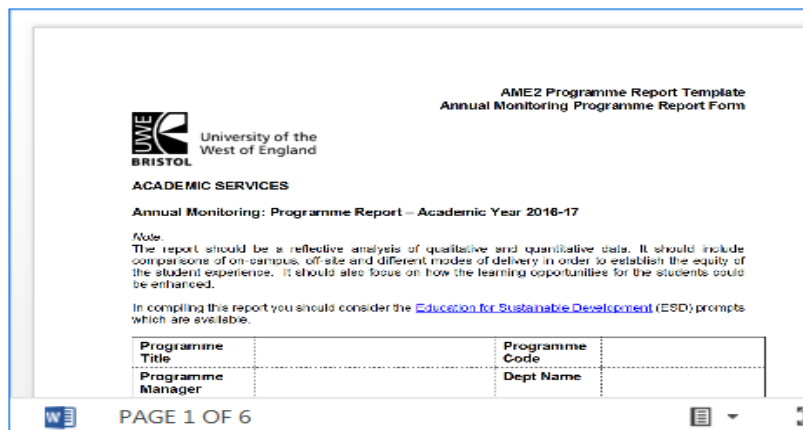 AME2 Programme Report Template
Annual Monitoring Programme Report Form
UWE
BRISTOL
University of the
West of England
ACADEMIC SERVICES
Annual Monitoring: Programme Report – Academic Year 2016-17
Note:
The report should be a reflective analysis of qualitative and quantitative data. It should include
comparisons of on-campus, off-site and different modes of delivery in order to establish the equity of
the student experience. It should also focus on how the learning opportunities for the students could
be enhanced.
In compiling this report you should consider the Education for Sustainable Development (ESD) prompts
which are available.
Programme Title
Programme Code
Programme Manager
Dept Name
PAGE 1 OF 6